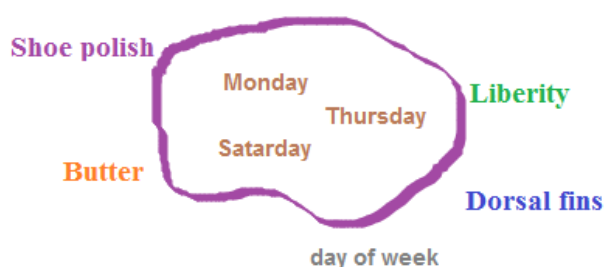 Shoe polish
Monday
Liberity
Thursday
Satarday
Butter
Dorsal fins
day of week